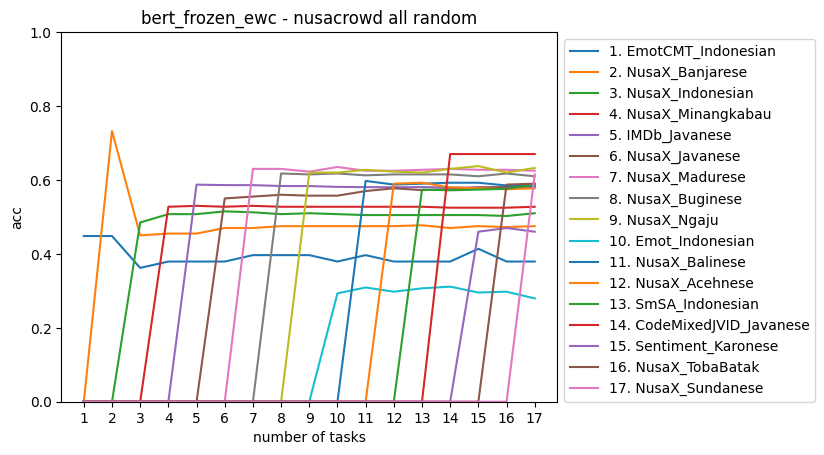 bert_frozen_ewc - nusacrowd all random
1.0
0.8
0.6
0.4
0.2
0.0
acc
1 2 3 4 5 6 7 8 9 10 11 12 13 14 15 16 17
number of tasks
1. EmotCMT_Indonesian
2. NusaX_Banjarese
3. NusaX_Indonesian
4. NusaX_Minangkabau
5. IMDb_Javanese
6. NusaX_Javanese
7. NusaX_Madurese
8. NusaX_Buginese
9. NusaX_Ngaju
10. Emot_Indonesian
11. NusaX_Balinese
12. NusaX_Acehnese
13. SmSA_Indonesian
14. CodeMixedJVID_Javanese
15. Sentiment_Karonese
16. NusaX_TobaBatak
17. NusaX_Sundanese